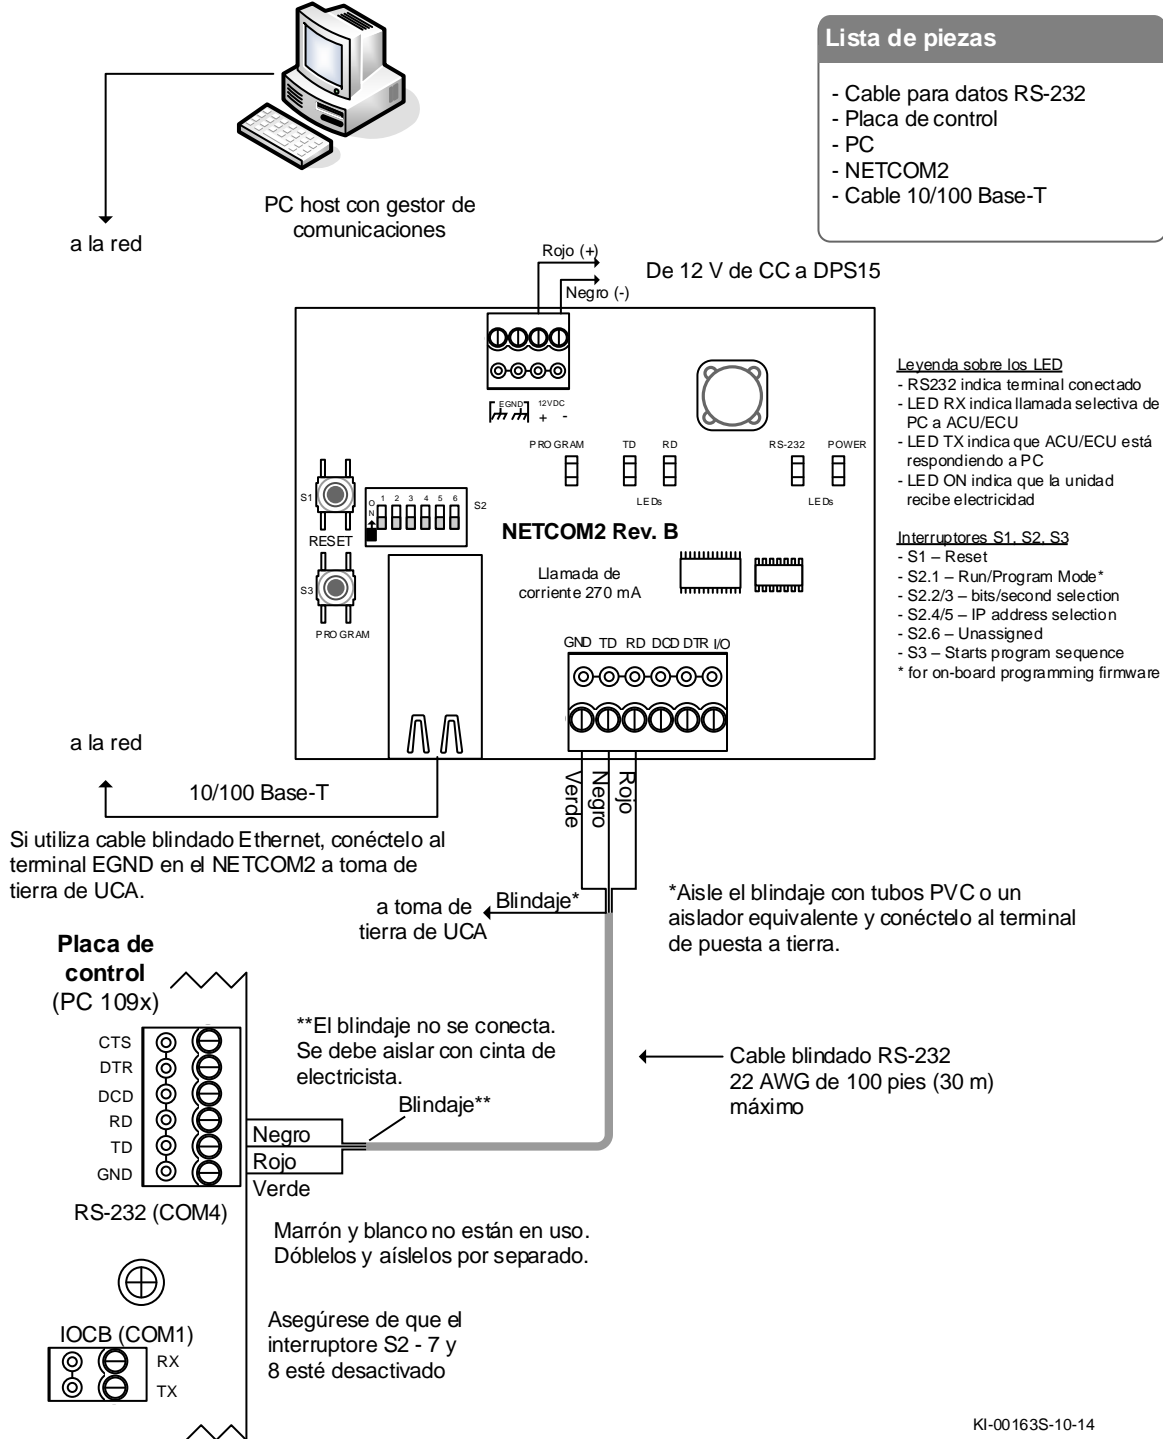 Lista de piezas
- Cable para datos RS-232
- Placa de control
- PC
- NETCOM2
- Cable 10/100 Base-T
PC host con gestor de
comunicaciones
a la red
Rojo (+)
De 12 V de CC a DPS15
Negro (-)
EGND
12VDC
+ -
PROGRAM
TD
RD
RS-232
POWER
LEDs
LEDs
S1
RESET
ON
1 2 3 4 5 6
S2
S3
PROGRAM
NETCOM2 Rev. B
Llamada de
corriente 270 mA
GND TD RD DCD DTR I/O
Leyenda sobre los LED
- RS232 indica terminal conectado
- LED RX indica llamada selectiva de
PC a ACU/ECU
- LED TX indica que ACU/ECU está
respondiendo a PC
- LED ON indica que la unidad
recibe electricidad
Interruptores S1, S2, S3
- S1 – Reset
- S2.1 – Run/Program Mode*
- S2.2/3 – bits/second selection
- S2.4/5 – IP address selection
- S2.6 – Unassigned
- S3 – Starts program sequence
* for on-board programming firmware
a la red
10/100 Base-T
Verde
Negro
Rojo
Si utiliza cable blindado Ethernet, conéctelo al
terminal EGND en el NETCOM2 a toma de
tierra de UCA.
a toma de
tierra de UCA
Blindaje*
*Aisle el blindaje con tubos PVC o un
aislador equivalente y conéctelo al terminal
de puesta a tierra.
Placa de
control
(PC 109x)
CTS
DTR
DCD
RD
TD
GND
RS-232 (COM4)
**El blindaje no se conecta.
Se debe aislar con cinta de
electricista.
Blindaje**
Negro
Rojo
Verde
Cable blindado RS-232
22 AWG de 100 pies (30 m)
máximo
Marrón y blanco no están en uso.
Dóblelos y aíslelos por separado.
IOCB (COM1)
RX
TX
Asegúrese de que el
interruptore S2 - 7 y
8 esté desactivado
KI-00163S-10-14